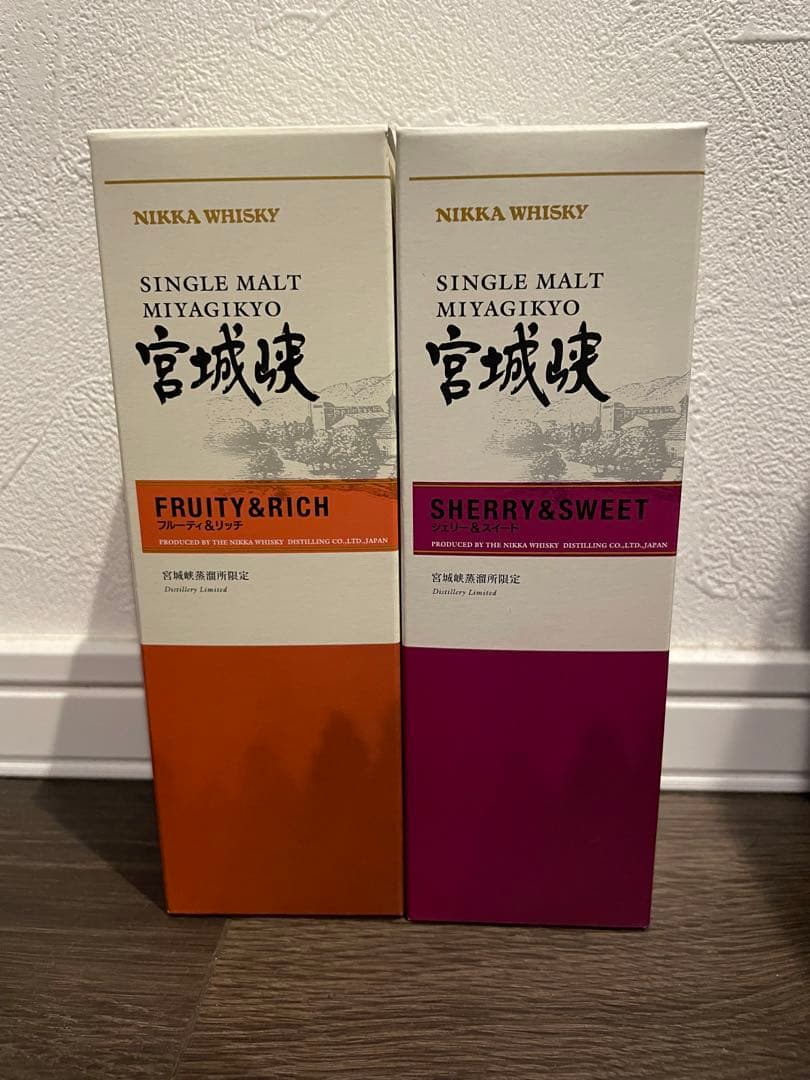 NIKKA WHISKY
SINGLE MALT
MIYAGIKYO
宮城峡
FRUITY&RICH
フルーティ&リッチ
PRODUCED BY THE NIKKA WHISKY DISTILLING CO.,LTD.,JAPAN
宮城峡蒸溜所限定
Distillery Limited
NIKKA WHISKY
SINGLE MALT
MIYAGIKYO
宮城峡
SHERRY&SWEET
シェリー&スイート
PRODUCED BY THE NIKKA WHISKY DISTILLING CO.,LTD.,JAPAN
宮城峡蒸溜所限定
Distillery Limited